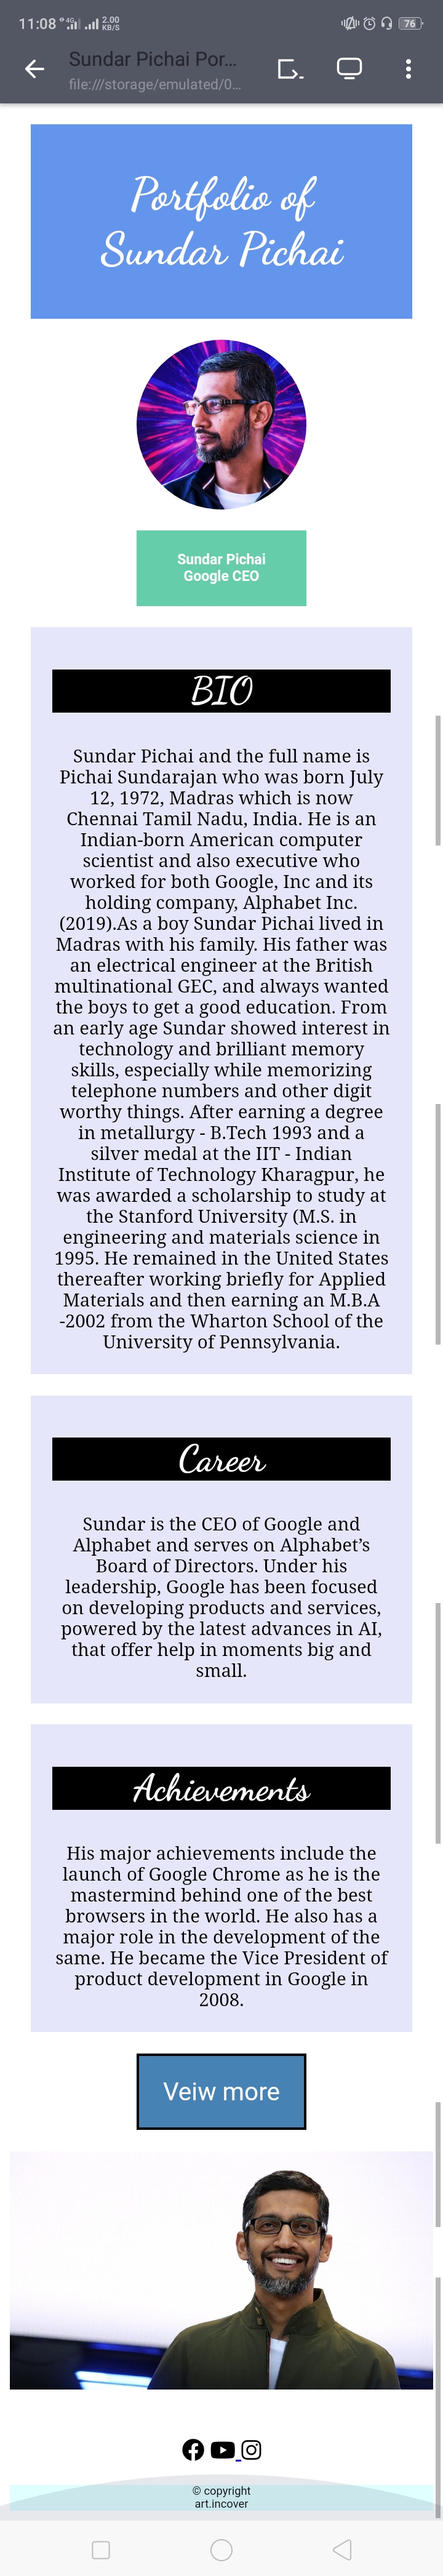 11:08 4G 2.00 KB/S 76
Sundar Pichai Por...
file:///storage/emulated/0...
Portfolio of
Sundar Pichai
Sundar Pichai
Google CEO
BIO
Sundar Pichai and the full name is
Pichai Sundarajan who was born July
12, 1972, Madras which is now
Chennai Tamil Nadu, India. He is an
Indian-born American computer
scientist and also executive who
worked for both Google, Inc and its
holding company, Alphabet Inc.
(2019).As a boy Sundar Pichai lived in
Madras with his family. His father was
an electrical engineer at the British
multinational GEC, and always wanted
the boys to get a good education. From
an early age Sundar showed interest in
technology and brilliant memory
skills, especially while memorizing
telephone numbers and other digit
worthy things. After earning a degree
in metallurgy - B.Tech 1993 and a
silver medal at the IIT - Indian
Institute of Technology Kharagpur, he
was awarded a scholarship to study at
the Stanford University (M.S. in
engineering and materials science in
1995. He remained in the United States
thereafter working briefly for Applied
Materials and then earning an M.B.A
-2002 from the Wharton School of the
University of Pennsylvania.
Career
Sundar is the CEO of Google and
Alphabet and serves on Alphabet’s
Board of Directors. Under his
leadership, Google has been focused
on developing products and services,
powered by the latest advances in AI,
that offer help in moments big and
small.
Achievements
His major achievements include the
launch of Google Chrome as he is the
mastermind behind one of the best
browsers in the world. He also has a
major role in the development of the
same. He became the Vice President of
product development in Google in
2008.
Veiw more
© copyright
art.incover